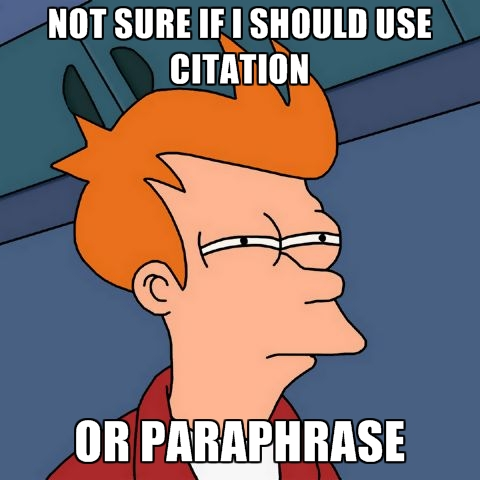 NOT SURE IF I SHOULD USE
CITATION
OR PARAPHRASE